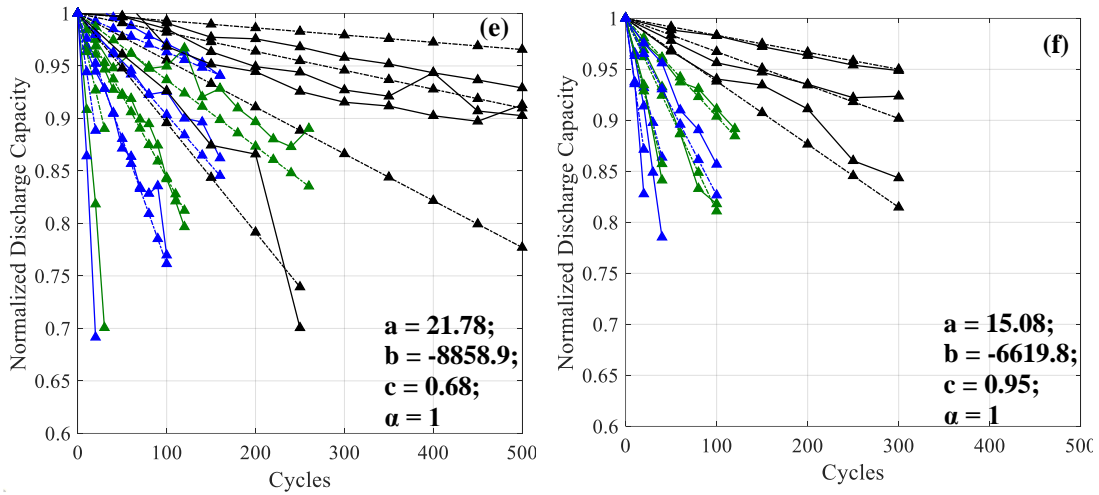 (e)
Normalized Discharge Capacity
1
0.95
0.9
0.85
0.8
0.75
0.7
0.65
0.6
0
100
200
300
400
500
Cycles
a = 21.78;
b = -8858.9;
c = 0.68;
α = 1
(f)
Normalized Discharge Capacity
1
0.95
0.9
0.85
0.8
0.75
0.7
0.65
0.6
0
100
200
300
400
500
Cycles
a = 15.08;
b = -6619.8;
c = 0.95;
α = 1